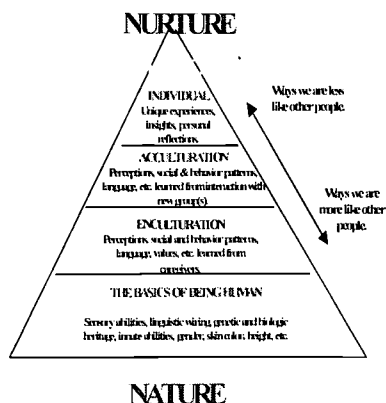 NURTURE
INDIVIDUAL
Unique experiences,
insights, personal
reflections.
Ways we are less
like other people.
ACCULTURATION
Perceptions, social & behavior patterns,
language, etc. learned from interaction with
new group(s).
Ways we are
more like other
people.
ENCULTURATION
Perceptions, social and behavior patterns,
language, values, etc. learned from
caregivers.
THE BASICS OF BEING HUMAN
Sensory abilities, linguistic wiring, genetic and biologic
heritage, innate abilities, gender, skin color, height, etc.
NATURE